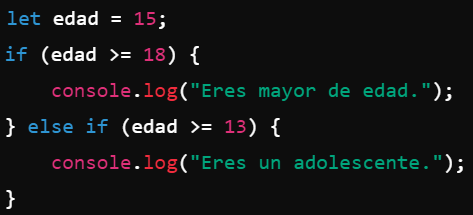 let edad = 15;
if (edad >= 18) {
    console.log("Eres mayor de edad.");
} else if (edad >= 13) {
    console.log("Eres un adolescente.");
}